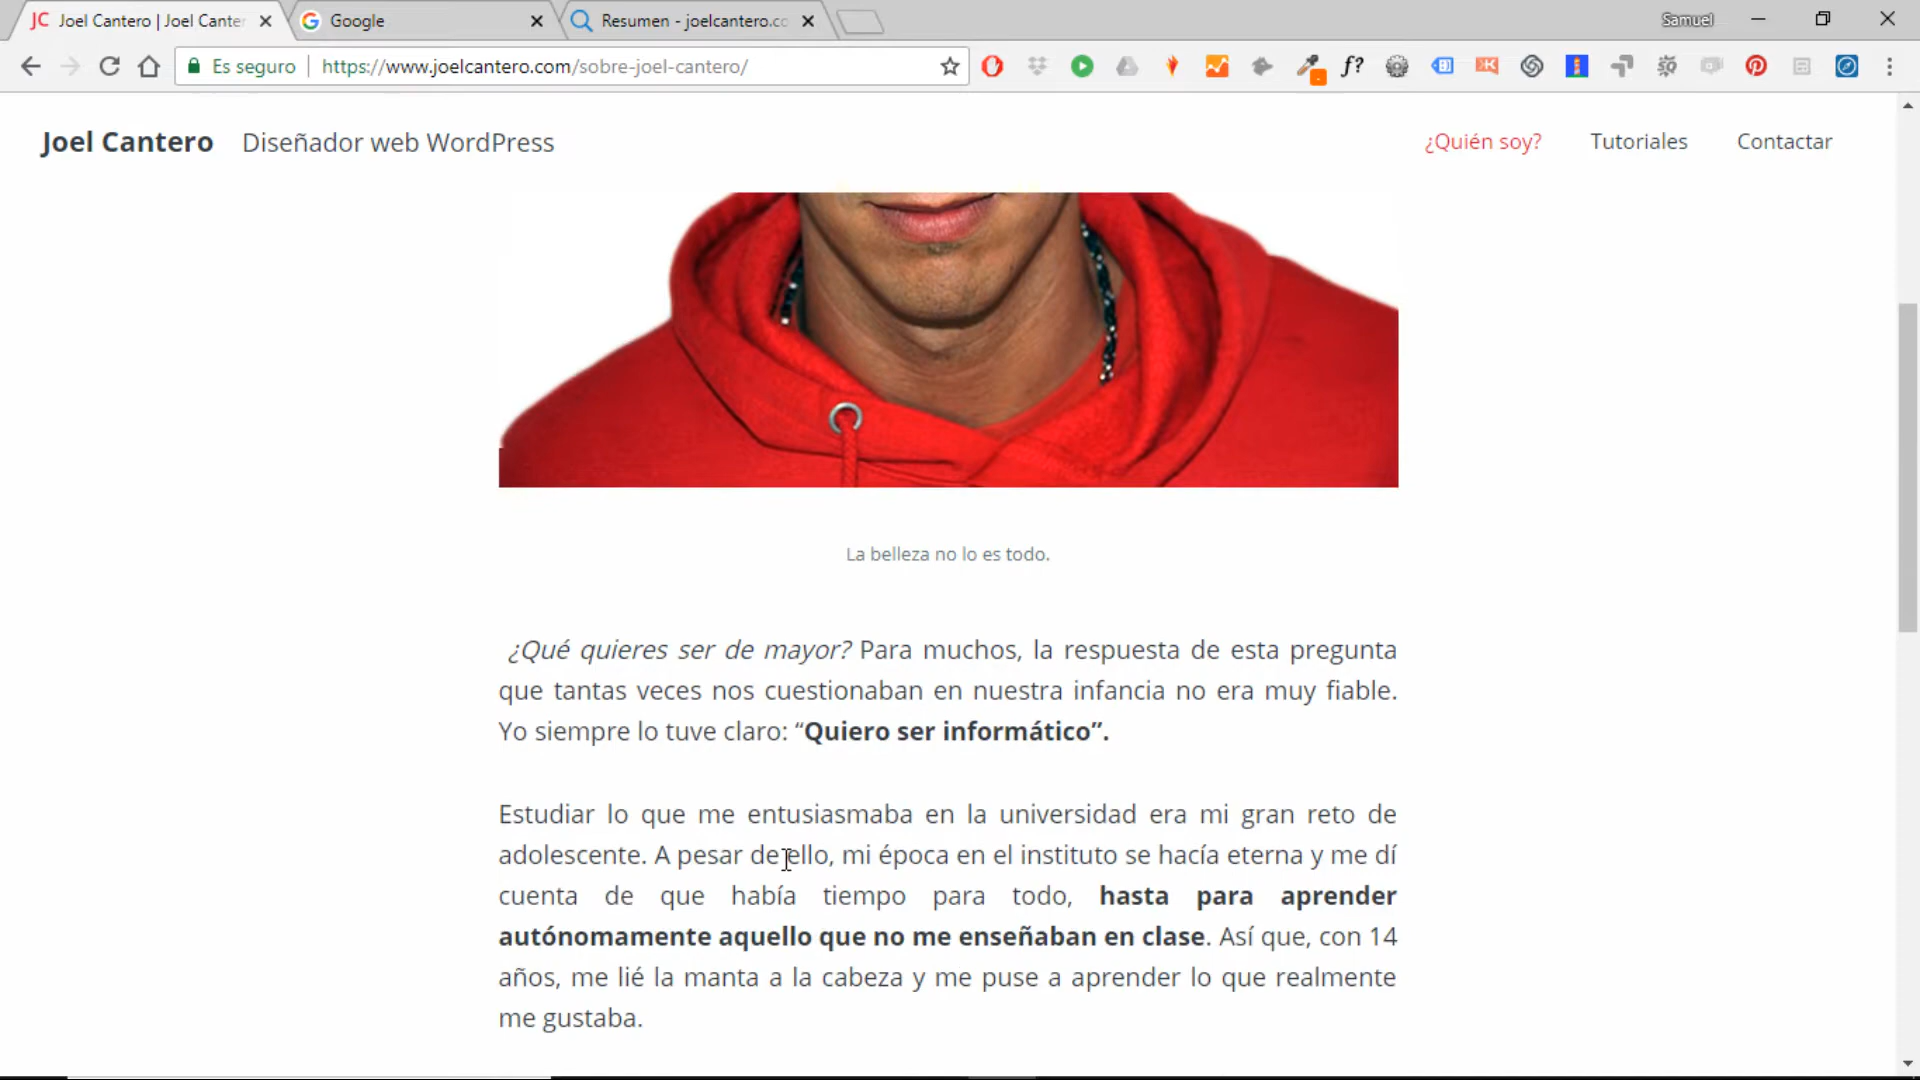 Joel Cantero | Joel Canter
Google
Resumen - joelcantero.co
Samuel
Es seguro
https://www.joelcantero.com/sobre-joel-cantero/
Joel Cantero
Diseñador web WordPress
¿Quién soy?
Tutoriales
Contactar
La belleza no lo es todo.
¿Qué quieres ser de mayor? Para muchos, la respuesta de esta pregunta
que tantas veces nos cuestionaban en nuestra infancia no era muy fiable.
Yo siempre lo tuve claro: “Quiero ser informático”.
Estudiar lo que me entusiasmaba en la universidad era mi gran reto de
adolescente. A pesar de ello, mi época en el instituto se hacía eterna y me dí
cuenta de que había tiempo para todo, hasta para aprender
autónomamente aquello que no me enseñaban en clase. Así que, con 14
años, me lié la manta a la cabeza y me puse a aprender lo que realmente
me gustaba.